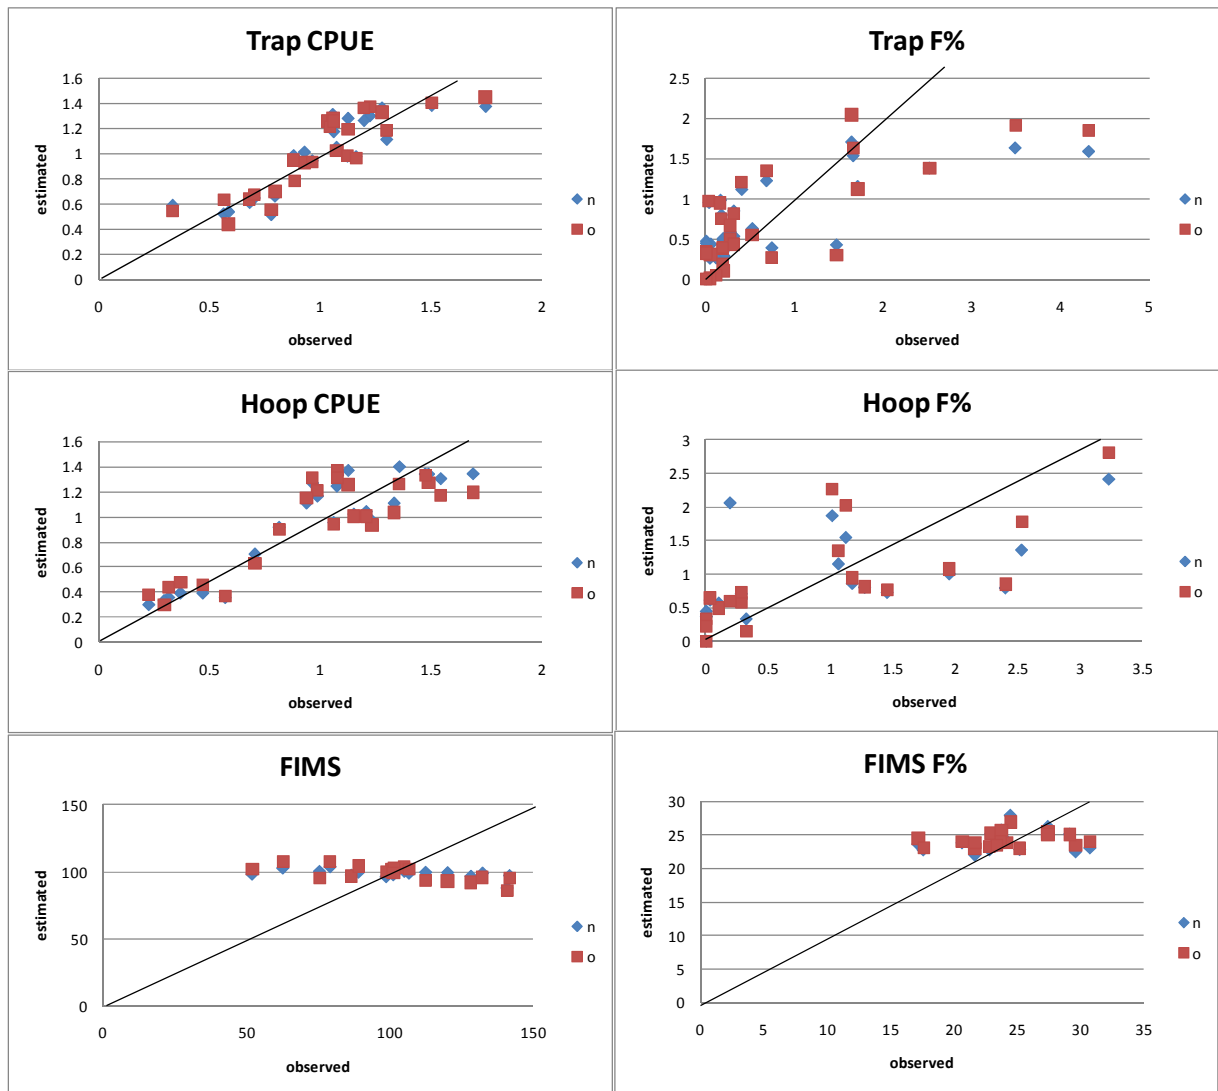 Trap CPUE
1.6
1.4
1.2
1
0.8
0.6
0.4
0.2
0
estimated
0 0.5 1 1.5 2
observed
n
o
Trap F%
2.5
2
1.5
1
0.5
0
estimated
0 1 2 3 4 5
observed
n
o
Hoop CPUE
1.6
1.4
1.2
1
0.8
0.6
0.4
0.2
0
estimated
0 0.5 1 1.5 2
observed
n
o
Hoop F%
3
2.5
2
1.5
1
0.5
0
estimated
0 0.5 1 1.5 2 2.5 3 3.5
observed
n
o
FIMS
150
100
50
0
estimated
0 50 100 150
observed
n
o
FIMS F%
30
25
20
15
10
5
0
estimated
0 5 10 15 20 25 30 35
observed
n
o